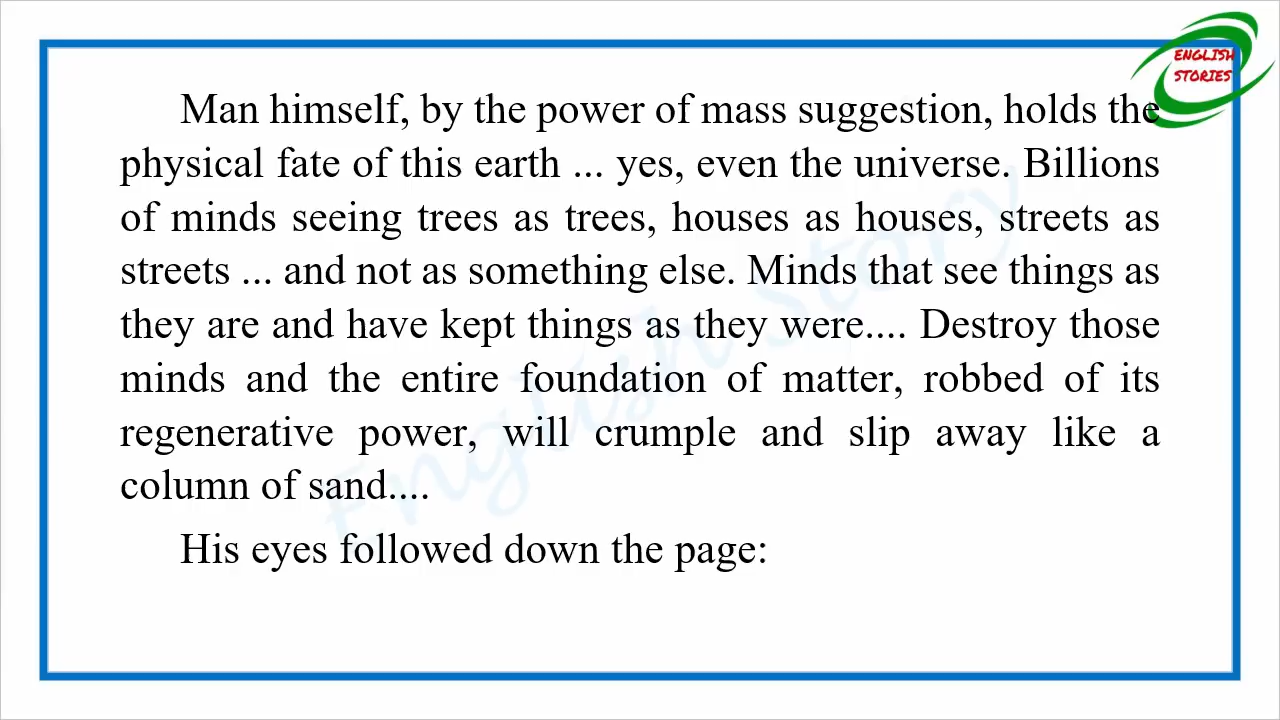 ENGLISH
STORIES
Man himself, by the power of mass suggestion, holds the
physical fate of this earth ... yes, even the universe. Billions
of minds seeing trees as trees, houses as houses, streets as
streets ... and not as something else. Minds that see things as
they are and have kept things as they were.... Destroy those
minds and the entire foundation of matter, robbed of its
regenerative power, will crumple and slip away like a
column of sand....
His eyes followed down the page:
English Story